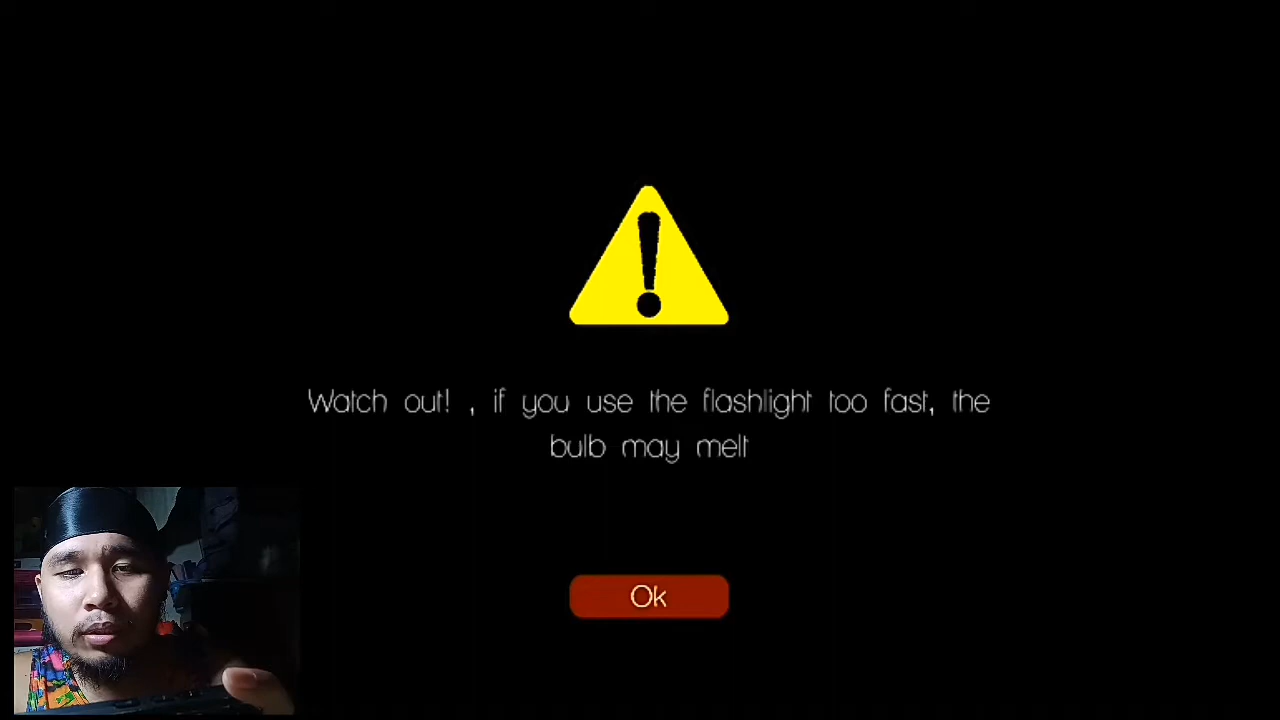 Watch out! , if you use the flashlight too fast, the
bulb may melt
Ok